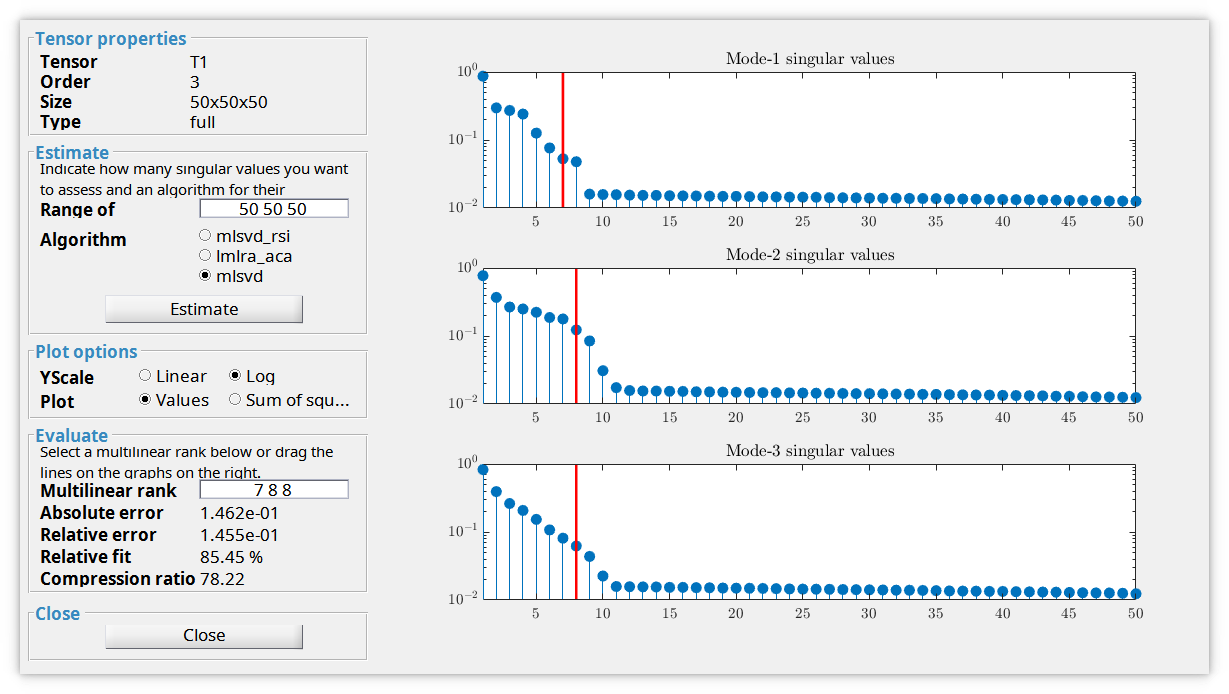 Tensor properties
Tensor T1
Order 3
Size 50x50x50
Type full
Estimate
Indicate how many singular values you want
to assess and an algorithm for their
Range of 50 50 50
Algorithm mlsvd_rsi
lmlra_aca
mlsvd
Estimate
Plot options
YScale Linear Log
Plot Values Sum of squ...
Evaluate
Select a multilinear rank below or drag the
lines on the graphs on the right.
Multilinear rank 7 8 8
Absolute error 1.462e-01
Relative error 1.455e-01
Relative fit 85.45 %
Compression ratio 78.22
Close
Close
Mode-1 singular values
10⁰
10⁻¹
10⁻²
5 10 15 20 25 30 35 40 45 50
Mode-2 singular values
10⁰
10⁻¹
10⁻²
5 10 15 20 25 30 35 40 45 50
Mode-3 singular values
10⁰
10⁻¹
10⁻²
5 10 15 20 25 30 35 40 45 50